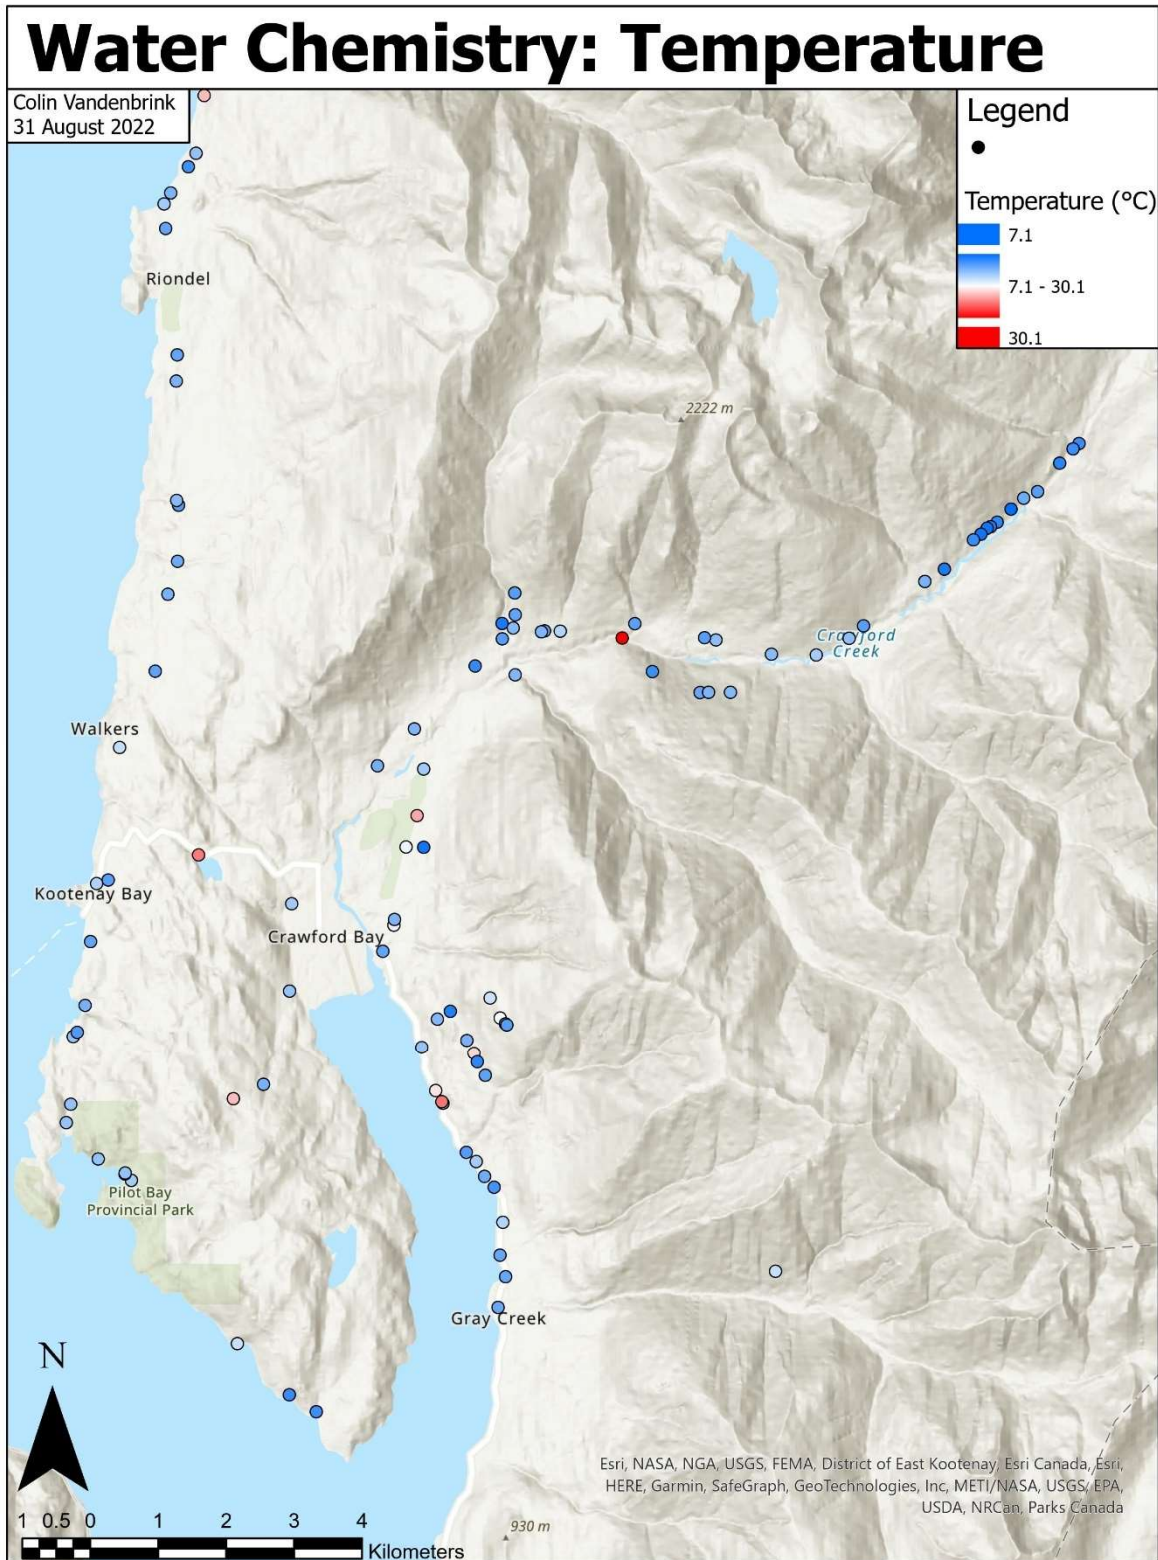 Water Chemistry: Temperature
Colin Vandenbrink
31 August 2022
Legend
Temperature (°C)
7.1
7.1 - 30.1
30.1
Riondel
2222 m
Crawford
Creek
Walkers
Kootenay Bay
Crawford Bay
Pilot Bay
Provincial Park
Gray Creek
N
Esri, NASA, NGA, USGS, FEMA, District of East Kootenay, Esri Canada, Esri,
HERE, Garmin, SafeGraph, GeoTechnologies, Inc, METI/NASA, USGS, EPA,
USDA, NRCan, Parks Canada
930 m
1 0.5 0 1 2 3 4
Kilometers